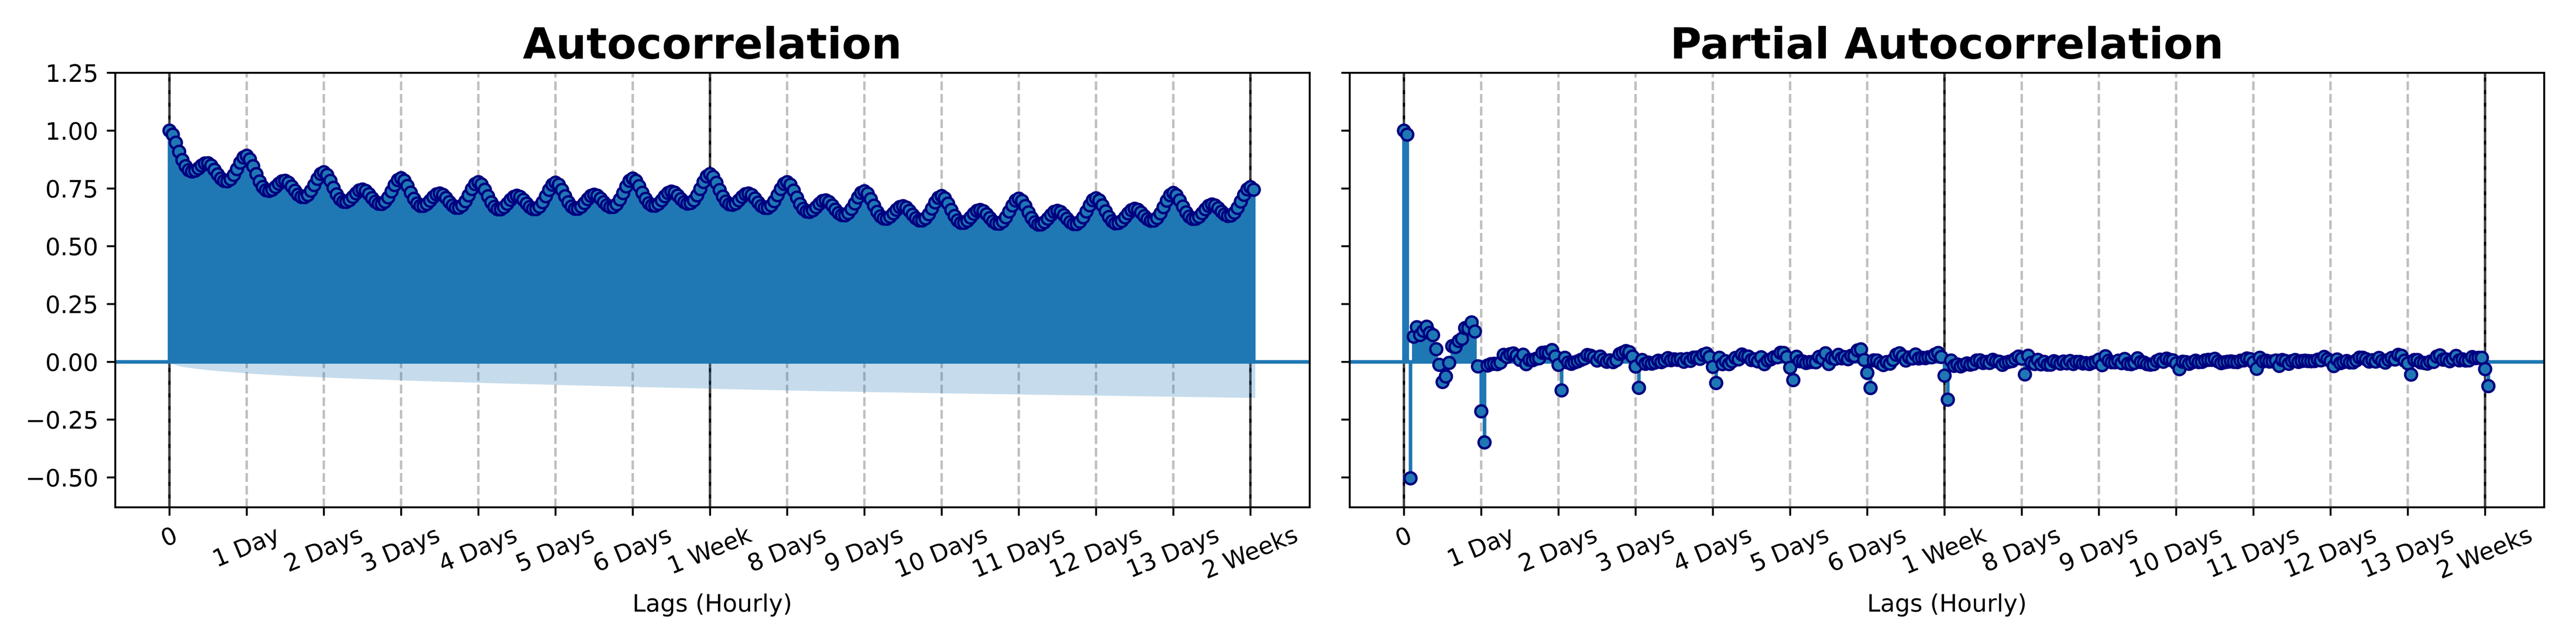 Autocorrelation
1.25
1.00
0.75
0.50
0.25
0.00
−0.25
−0.50
0 1 Day 2 Days 3 Days 4 Days 5 Days 6 Days 1 Week 8 Days 9 Days 10 Days 11 Days 12 Days 13 Days 2 Weeks
Lags (Hourly)
Partial Autocorrelation
0 1 Day 2 Days 3 Days 4 Days 5 Days 6 Days 1 Week 8 Days 9 Days 10 Days 11 Days 12 Days 13 Days 2 Weeks
Lags (Hourly)